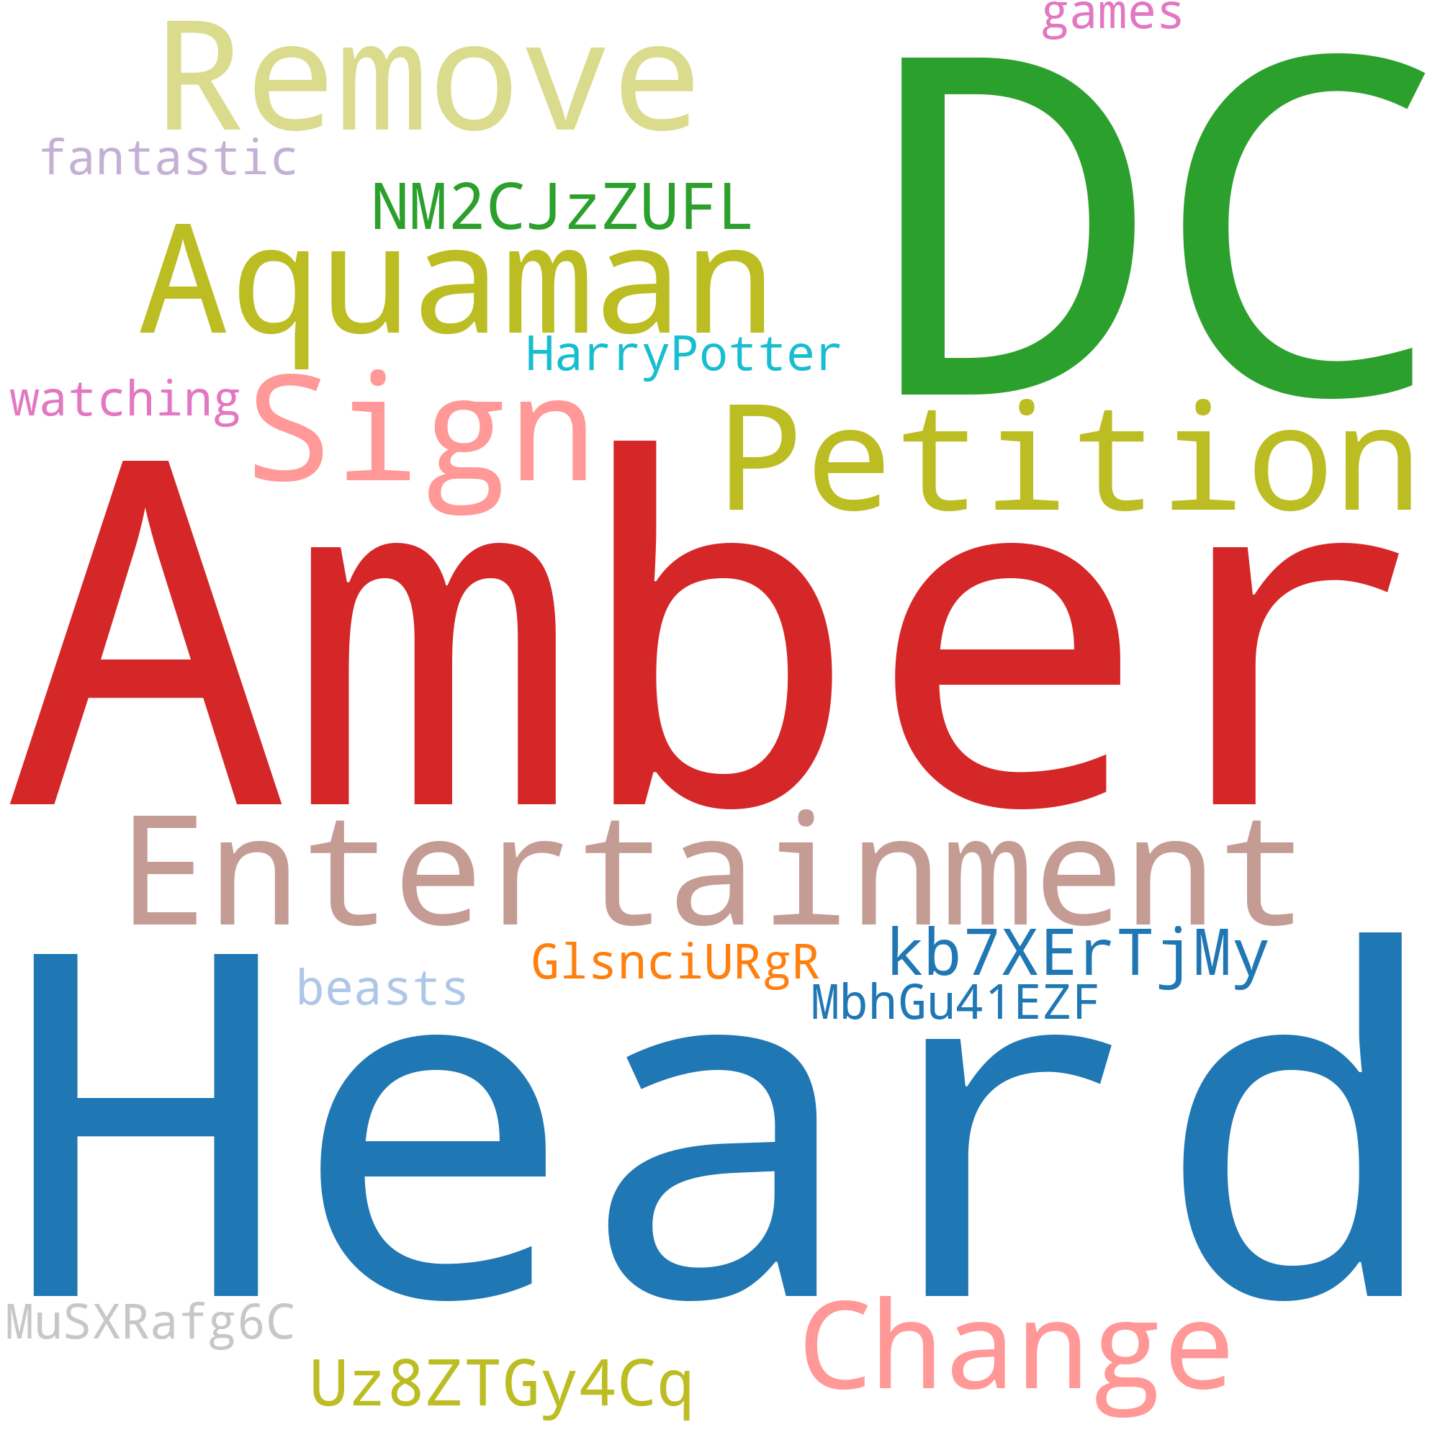 games
Remove
DC
fantastic
NM2CJzZUFL
Aquaman
HarryPotter
watching
Sign
Petition
Amber
Entertainment
kb7XErTjMy
GlsnciURgR
beasts
MbhGu41EZF
Heard
MuSXRafg6C
Change
Uz8ZTGy4Cq